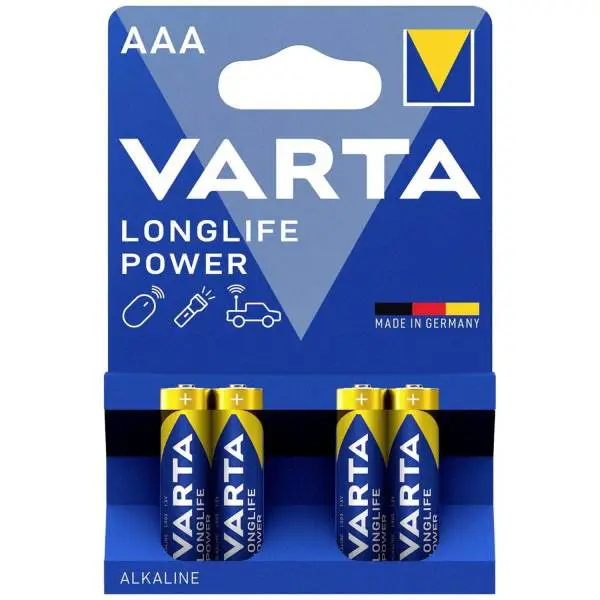 AAA
VARTA
LONGLIFE
POWER
MADE IN GERMANY
+
+
+
+
VARTA
LONGLIFE
POWER
VARTA
LONGLIFE
POWER
VARTA
LONGLIFE
POWER
VARTA
LONGLIFE
POWER
ALKALINE